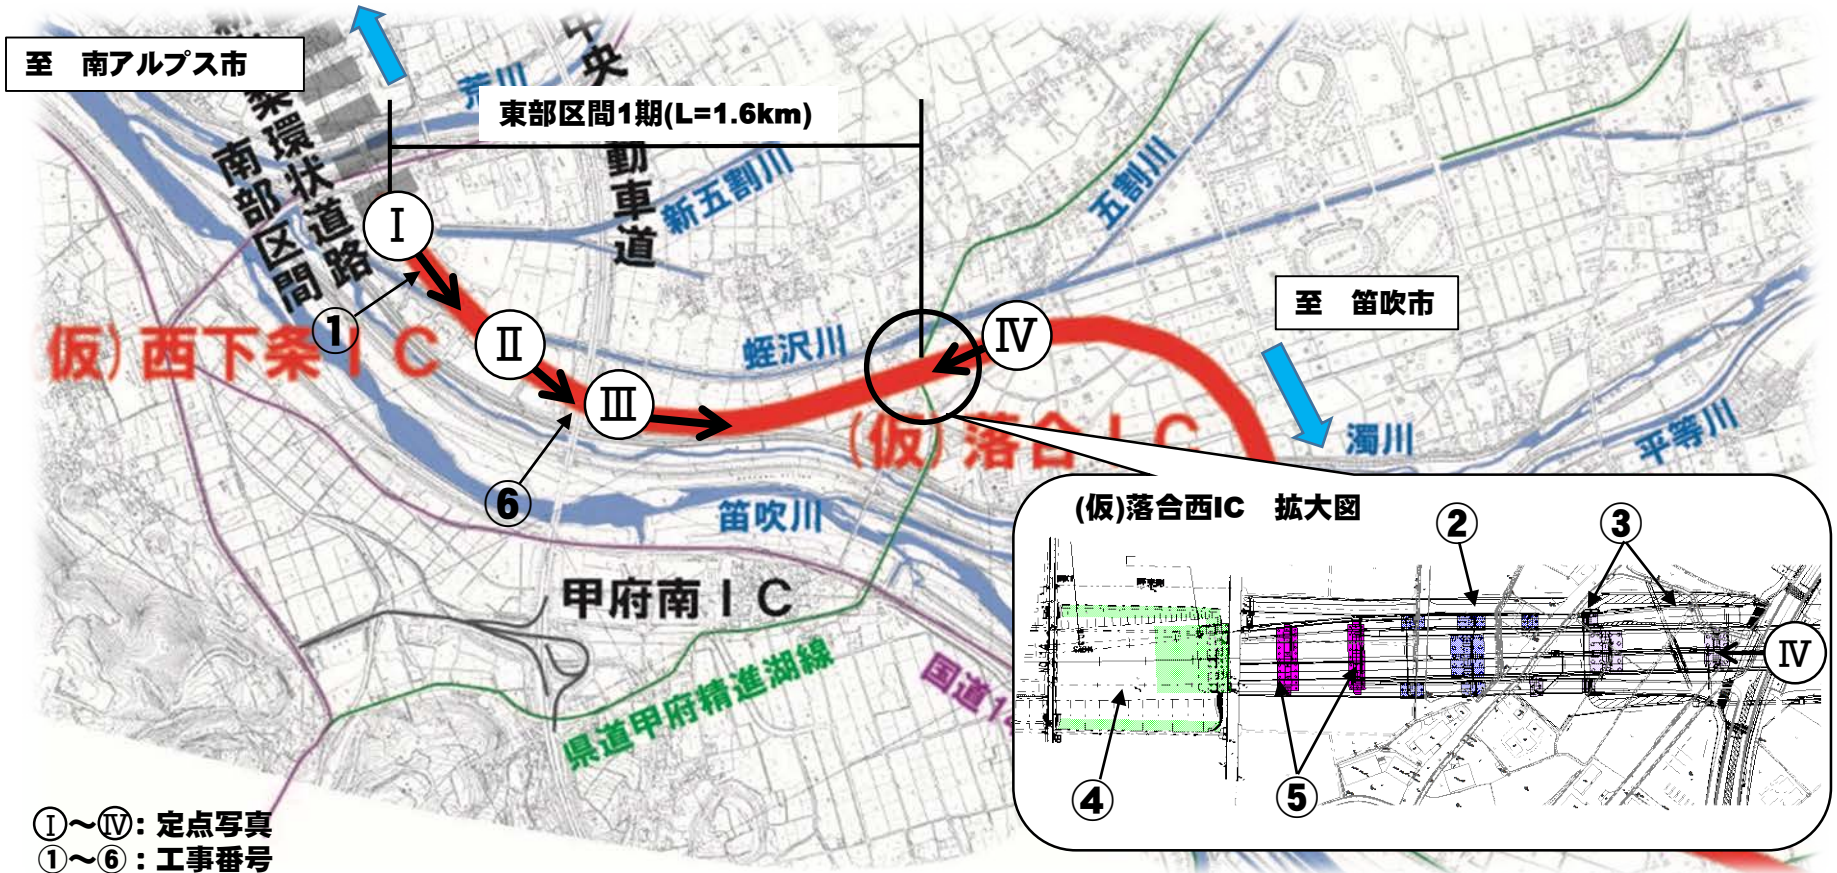 至　南アルプス市
荒川
中央
東部区間1期(L=1.6km)
動車道
環状道路
南部区間
新五割川
五割川
Ⅰ
①
(仮)西下条ＩＣ
Ⅱ
Ⅲ
Ⅳ
蛭沢川
至　笛吹市
(仮)落合ＩＣ
濁川
平等川
⑥
笛吹川
甲府南ＩＣ
県道甲府精進湖線
国道14
(仮)落合西IC　拡大図
②
③
Ⅳ
④
⑤
Ⅰ～Ⅳ：定点写真
①～⑥：工事番号